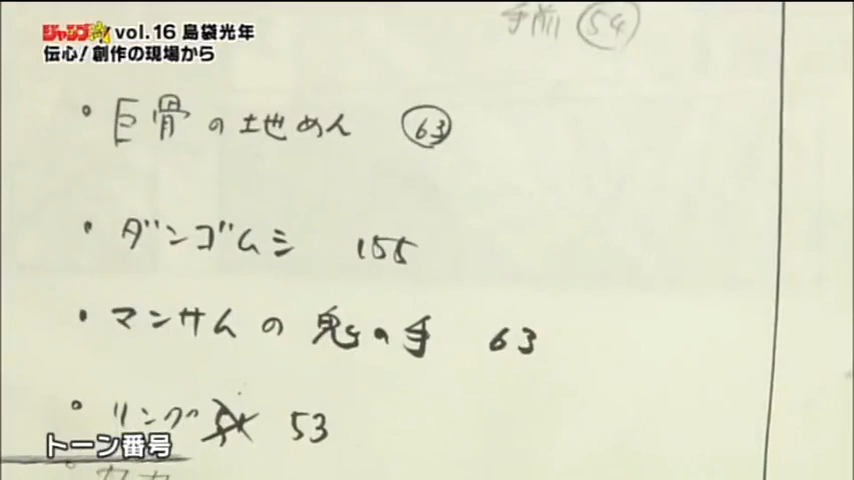 ジャンプ流! vol.16 島袋光年
伝心!創作の現場から
手前 54
・巨骨の地めん 63
・ダンゴムシ 155
・マンサムの鬼の手 63
・リング 53
トーン番号